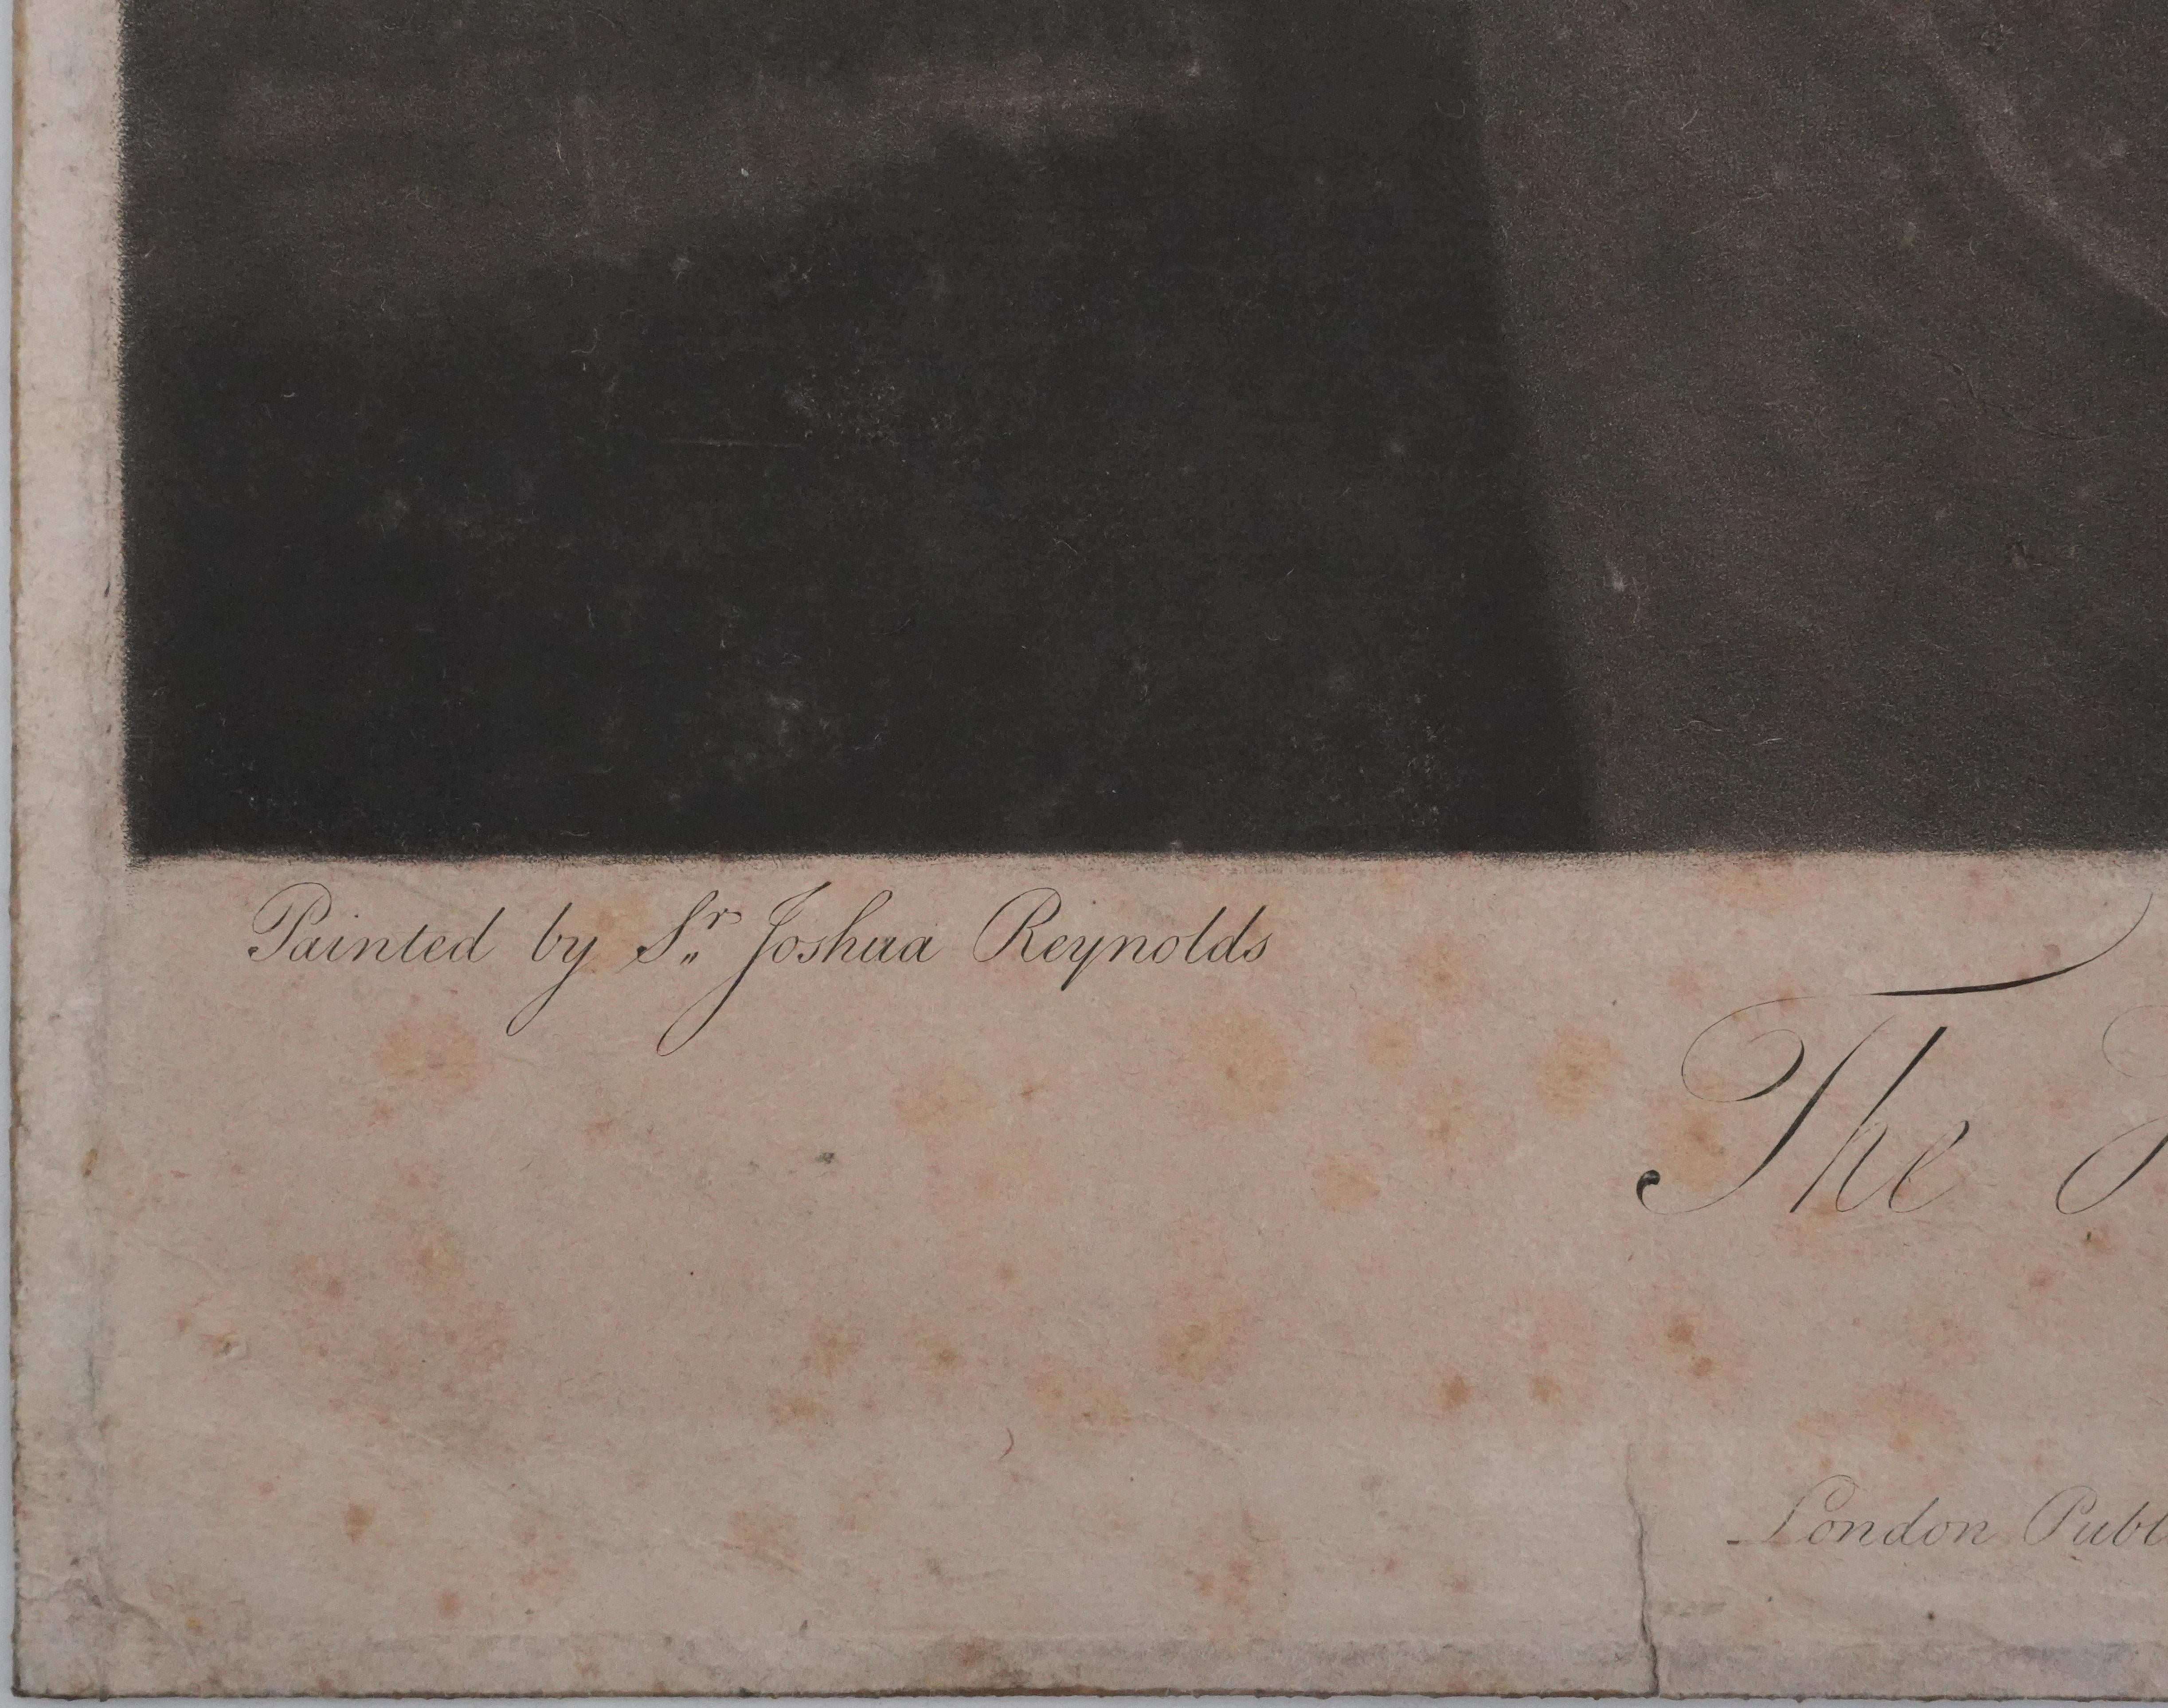 Painted by Sr. Joshua Reynolds
The
London Publ